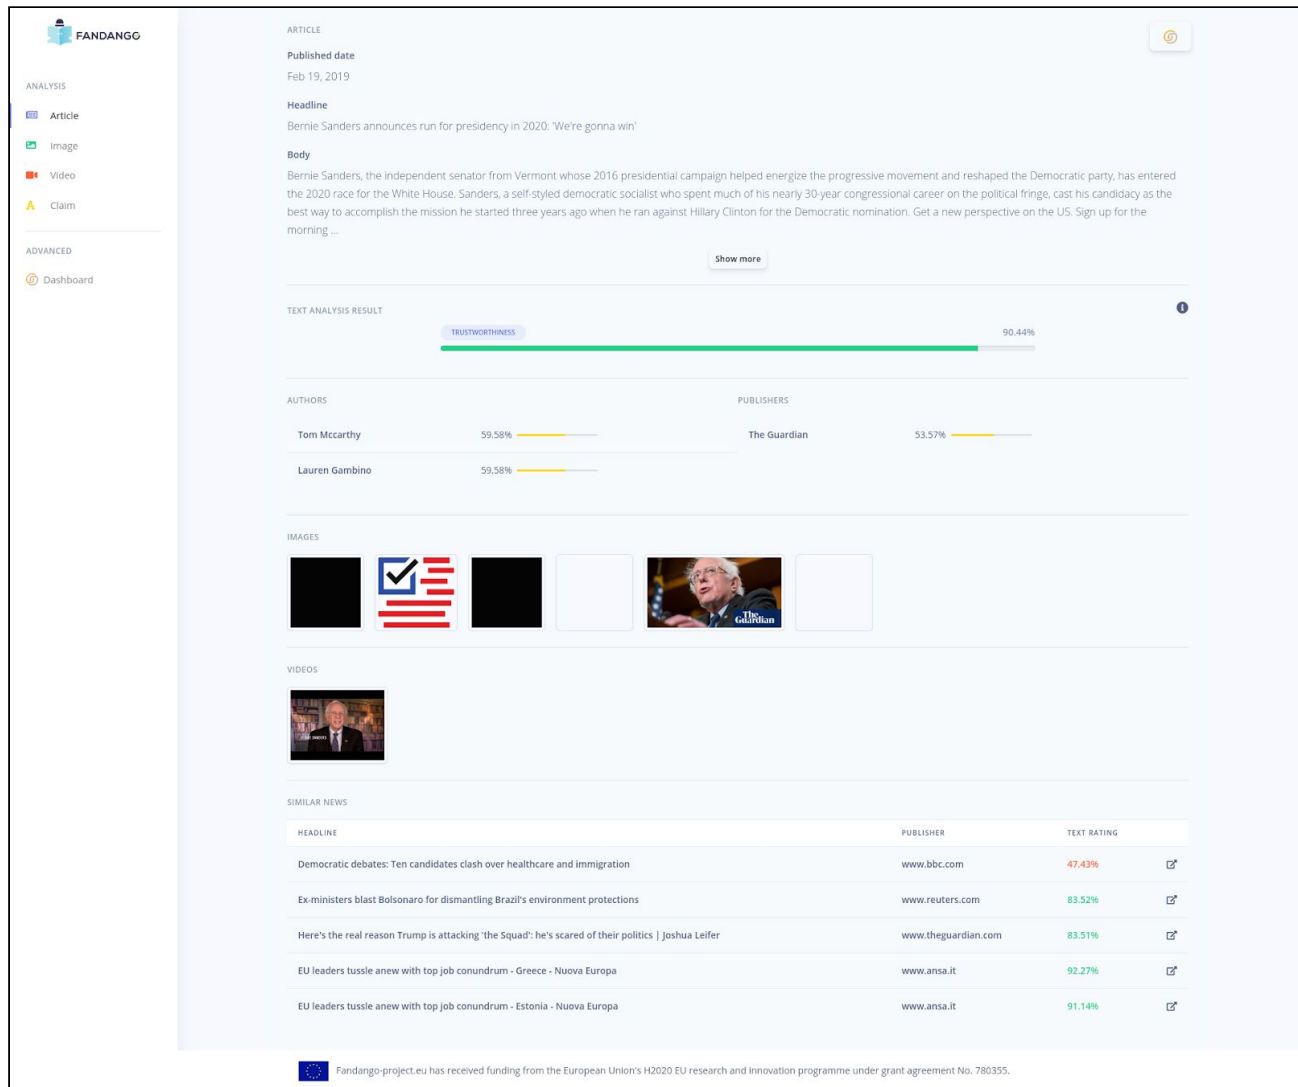 FANDANGO
ANALYSIS
Article
Image
Video
Claim
ADVANCED
Dashboard
ARTICLE
Published date
Feb 19, 2019
Headline
Bernie Sanders announces run for presidency in 2020: 'We're gonna win'
Body
Bernie Sanders, the independent senator from Vermont whose 2016 presidential campaign helped energize the progressive movement and reshaped the Democratic party, has entered
the 2020 race for the White House. Sanders, a self-styled democratic socialist who spent much of his nearly 30-year congressional career on the political fringe, cast his candidacy as the
best way to accomplish the mission he started three years ago when he ran against Hillary Clinton for the Democratic nomination. Get a new perspective on the US. Sign up for the
morning ...
Show more
TEXT ANALYSIS RESULT
TRUSTWORTHINESS 90.44%
AUTHORS
Tom Mccarthy 59.58%
Lauren Gambino 59.58%
PUBLISHERS
The Guardian 53.57%
IMAGES
The
Guardian
VIDEOS
SIMILAR NEWS
HEADLINE PUBLISHER TEXT RATING
Democratic debates: Ten candidates clash over healthcare and immigration www.bbc.com 47.43%
Ex-ministers blast Bolsonaro for dismantling Brazil's environment protections www.reuters.com 83.52%
Here's the real reason Trump is attacking 'the Squad': he's scared of their politics | Joshua Leifer www.theguardian.com 83.51%
EU leaders tussle anew with top job conundrum - Greece - Nuova Europa www.ansa.it 92.27%
EU leaders tussle anew with top job conundrum - Estonia - Nuova Europa www.ansa.it 91.14%
Fandango-project.eu has received funding from the European Union's H2020 EU research and innovation programme under grant agreement No. 780355.